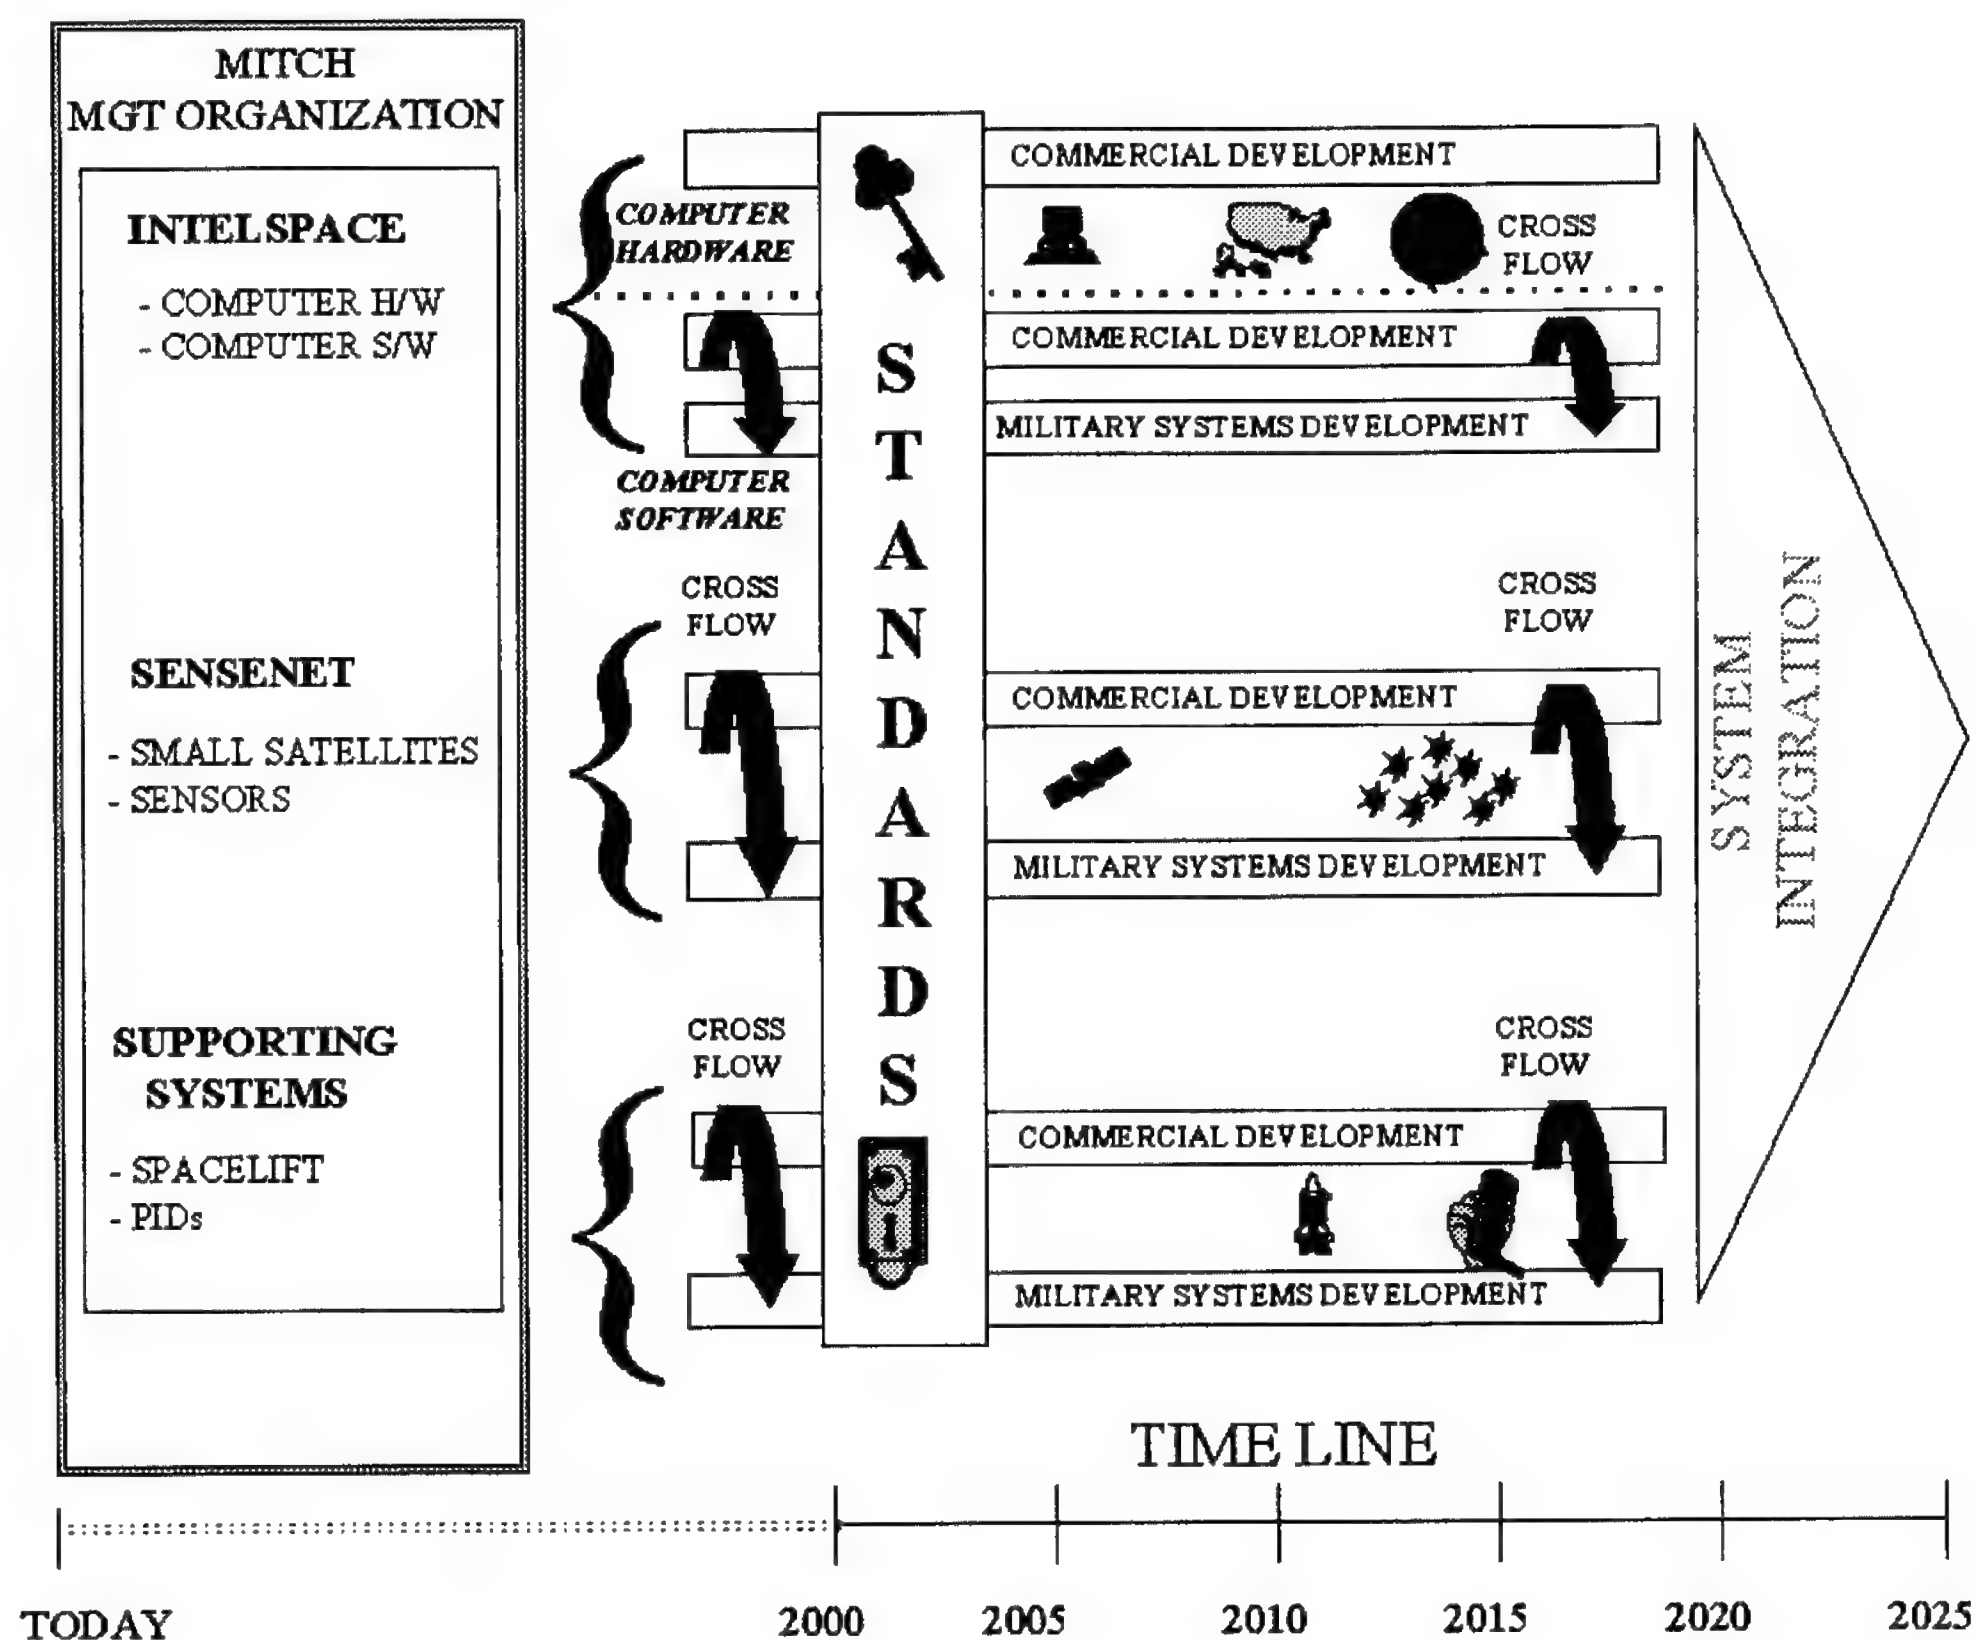 MITCH
MGT ORGANIZATION
INTELSPACE
- COMPUTER H/W
- COMPUTER S/W
SENSENET
- SMALL SATELLITES
- SENSORS
SUPPORTING
SYSTEMS
- SPACELIFT
- PIDs
COMPUTER
HARDWARE
COMPUTER
SOFTWARE
CROSS
FLOW
CROSS
FLOW
STANDARDS
COMMERCIAL DEVELOPMENT
CROSS
FLOW
COMMERCIAL DEVELOPMENT
MILITARY SYSTEMS DEVELOPMENT
CROSS
FLOW
COMMERCIAL DEVELOPMENT
MILITARY SYSTEMS DEVELOPMENT
CROSS
FLOW
COMMERCIAL DEVELOPMENT
MILITARY SYSTEMS DEVELOPMENT
SYSTEM
INTEGRATION
TIME LINE
TODAY 2000 2005 2010 2015 2020 2025